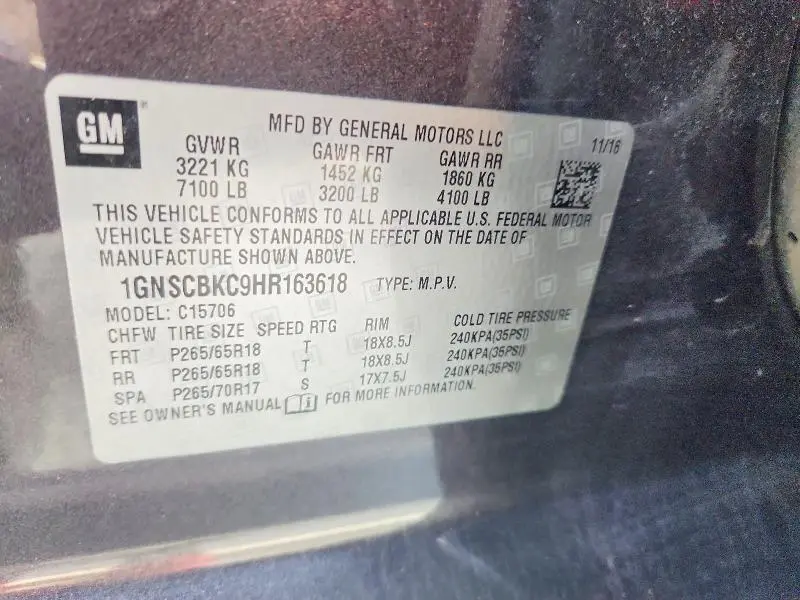 GM
MFD BY GENERAL MOTORS LLC 11/16
GVWR GAWR FRT GAWR RR
3221 KG 1452 KG 1860 KG
7100 LB 3200 LB 4100 LB
THIS VEHICLE CONFORMS TO ALL APPLICABLE U.S. FEDERAL MOTOR
VEHICLE SAFETY STANDARDS IN EFFECT ON THE DATE OF
MANUFACTURE SHOWN ABOVE.
1GNSCBKC9HR163618 TYPE: M.P.V.
MODEL: C15706
CHFW TIRE SIZE SPEED RTG RIM COLD TIRE PRESSURE
FRT P265/65R18 T 18X8.5J 240KPA(35PSI)
RR P265/65R18 T 18X8.5J 240KPA(35PSI)
SPA P265/70R17 S 17X7.5J 240KPA(35PSI)
SEE OWNER'S MANUAL i FOR MORE INFORMATION.